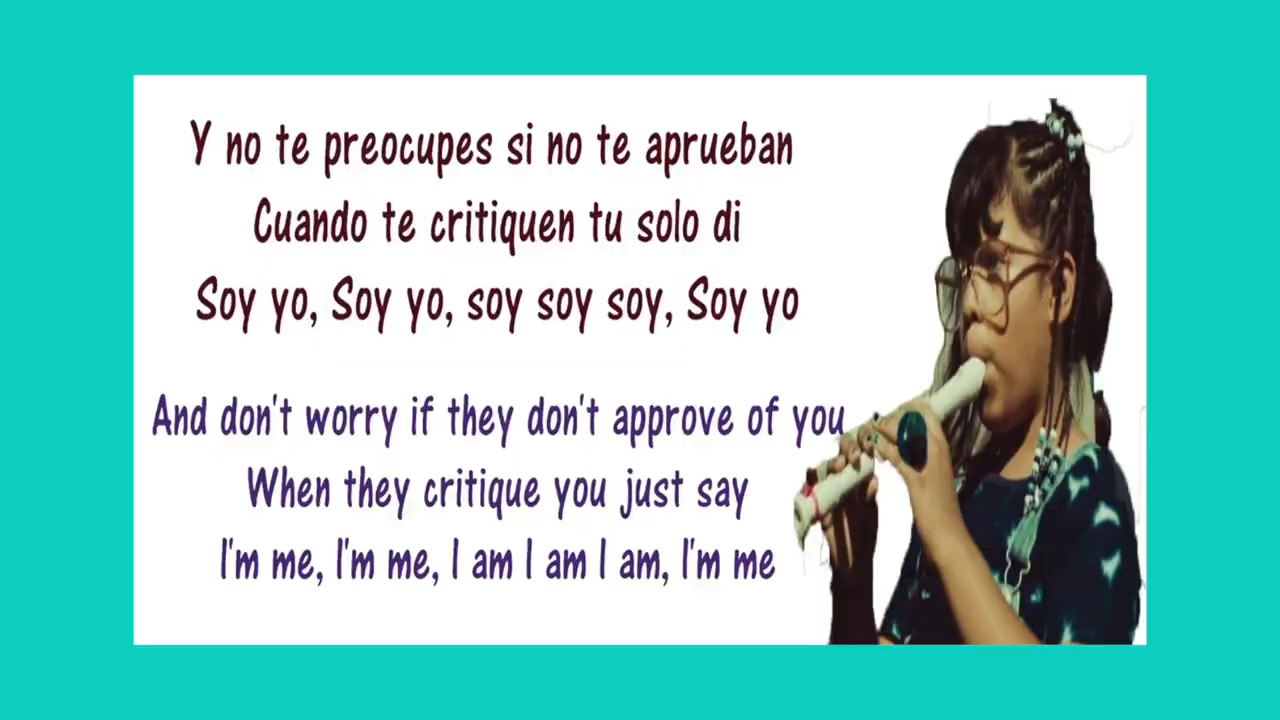 Y no te preocupes si no te aprueban
Cuando te critiquen tu solo di
Soy yo, Soy yo, soy soy soy, Soy yo
And don't worry if they don't approve of you
When they critique you just say
I'm me, I'm me, I am I am I am, I'm me